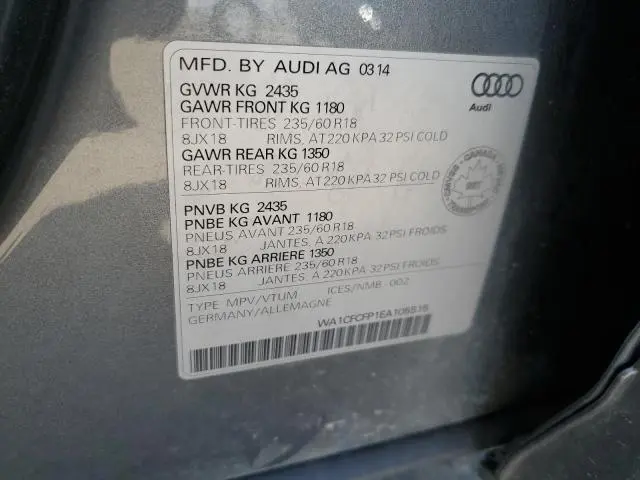 MFD. BY AUDI AG 03 14
Audi
GVWR KG 2435
GAWR FRONT KG 1180
FRONT-TIRES 235/60 R18
8JX18 RIMS, AT 220 KPA 32 PSI COLD
GAWR REAR KG 1350
REAR-TIRES 235/60 R18
8JX18 RIMS, AT 220 KPA 32 PSI COLD
CANADA
PNVB KG 2435
PNBE KG AVANT 1180
PNEUS AVANT 235/60 R18
8JX18 JANTES, A 220 KPA 32 PSI FROIDS
PNBE KG ARRIERE 1350
PNEUS ARRIERE 235/60 R18
8JX18 JANTES, A 220 KPA 32 PSI FROIDS
TYPE MPV/VTUM ICES/NMB - 002
GERMANY/ALLEMAGNE